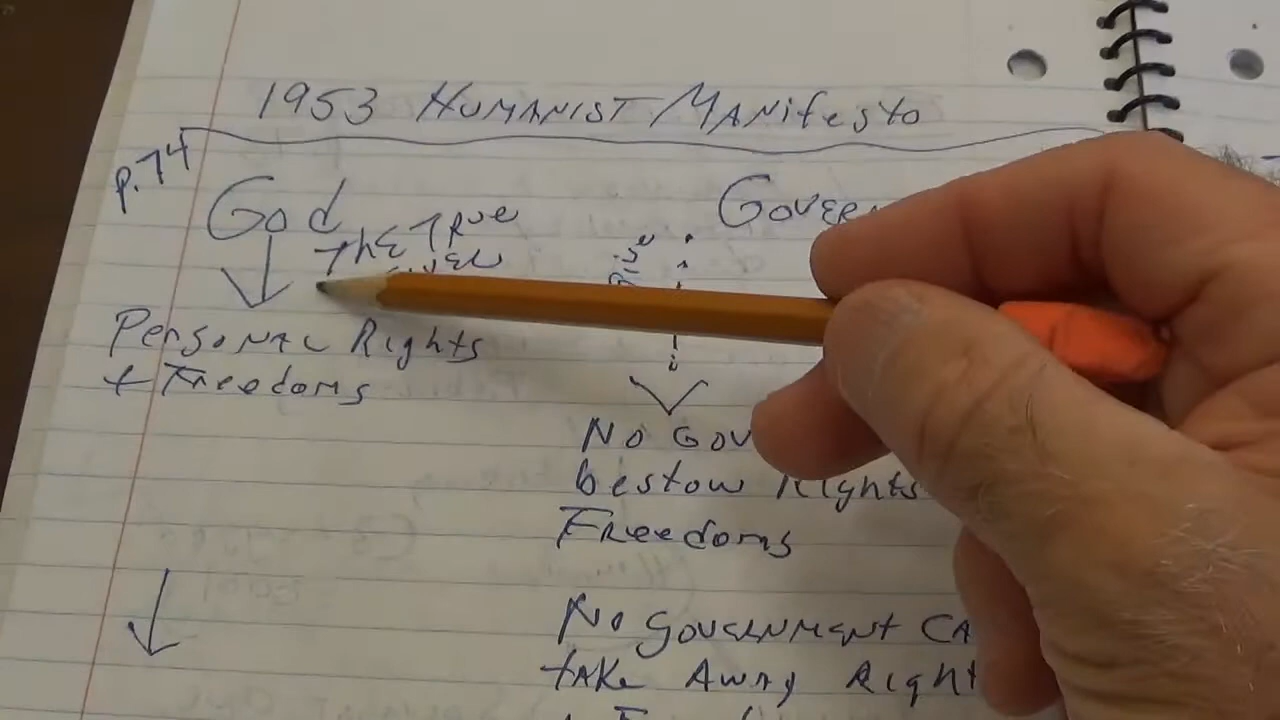 1953 HUMANIST MANifesto
p.74
God
THE TRUE
Personal Rights
+ Freedoms
GOVERN
No GOV
bestow Rights
FReedoms
No GOVERNMENT CA
tAKe AwAy Right